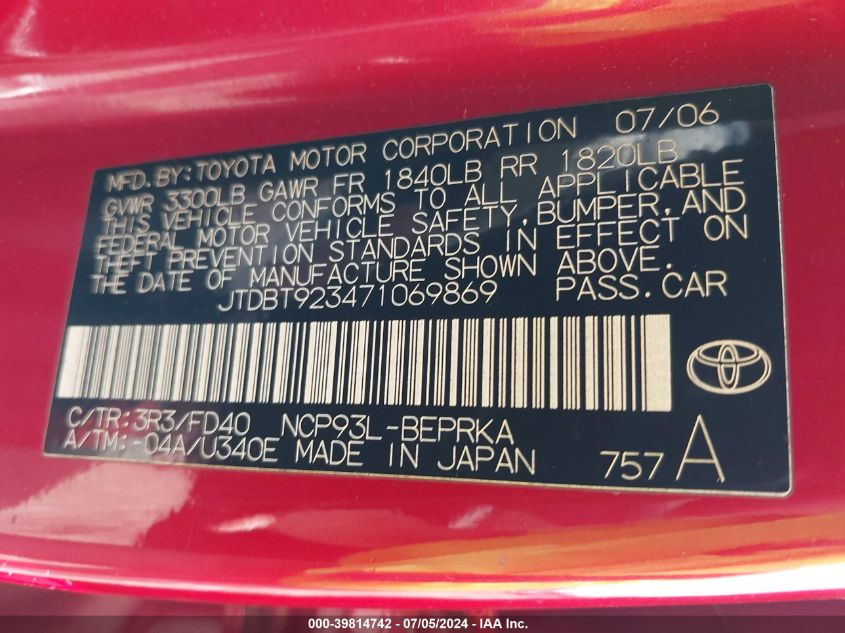 MFD.BY:TOYOTA MOTOR CORPORATION 07/06
GVWR 3300LB GAWR FR 1840LB RR 1820LB
THIS VEHICLE CONFORMS TO ALL APPLICABLE
FEDERAL MOTOR VEHICLE SAFETY,BUMPER,AND
THEFT PREVENTION STANDARDS IN EFFECT ON
THE DATE OF MANUFACTURE SHOWN ABOVE.
JTDBT923471069869 PASS.CAR
C/TR:3R3/FD40 NCP93L-BEPRKA
A/TM:-04A/U340E MADE IN JAPAN 757 A
000-39814742 / 07/05/2024 - IAAI Inc.